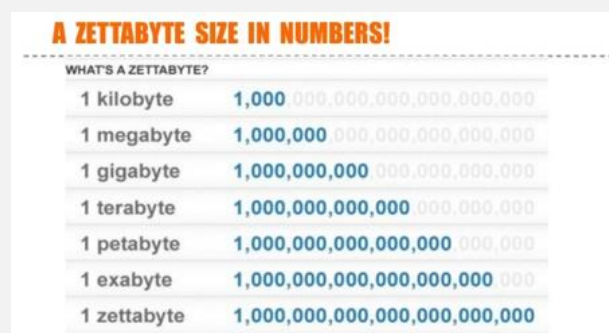 A ZETTABYTE SIZE IN NUMBERS!
WHAT'S A ZETTABYTE?
1 kilobyte 1,000,000,000,000,000,000,000
1 megabyte 1,000,000,000,000,000,000,000
1 gigabyte 1,000,000,000,000,000,000,000
1 terabyte 1,000,000,000,000,000,000,000
1 petabyte 1,000,000,000,000,000,000,000
1 exabyte 1,000,000,000,000,000,000,000
1 zettabyte 1,000,000,000,000,000,000,000